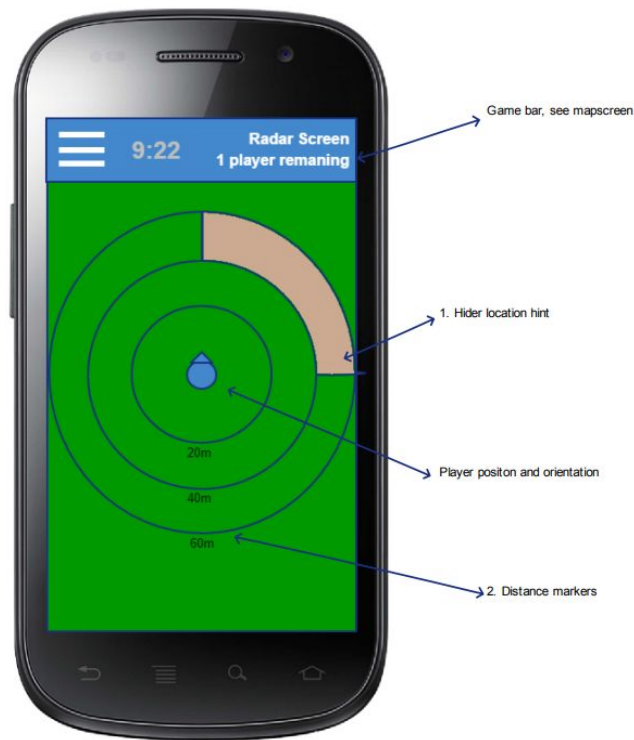 Game bar, see mapscreen
9:22
Radar Screen
1 player remaning
1. Hider location hint
20m
Player positon and orientation
40m
60m
2. Distance markers